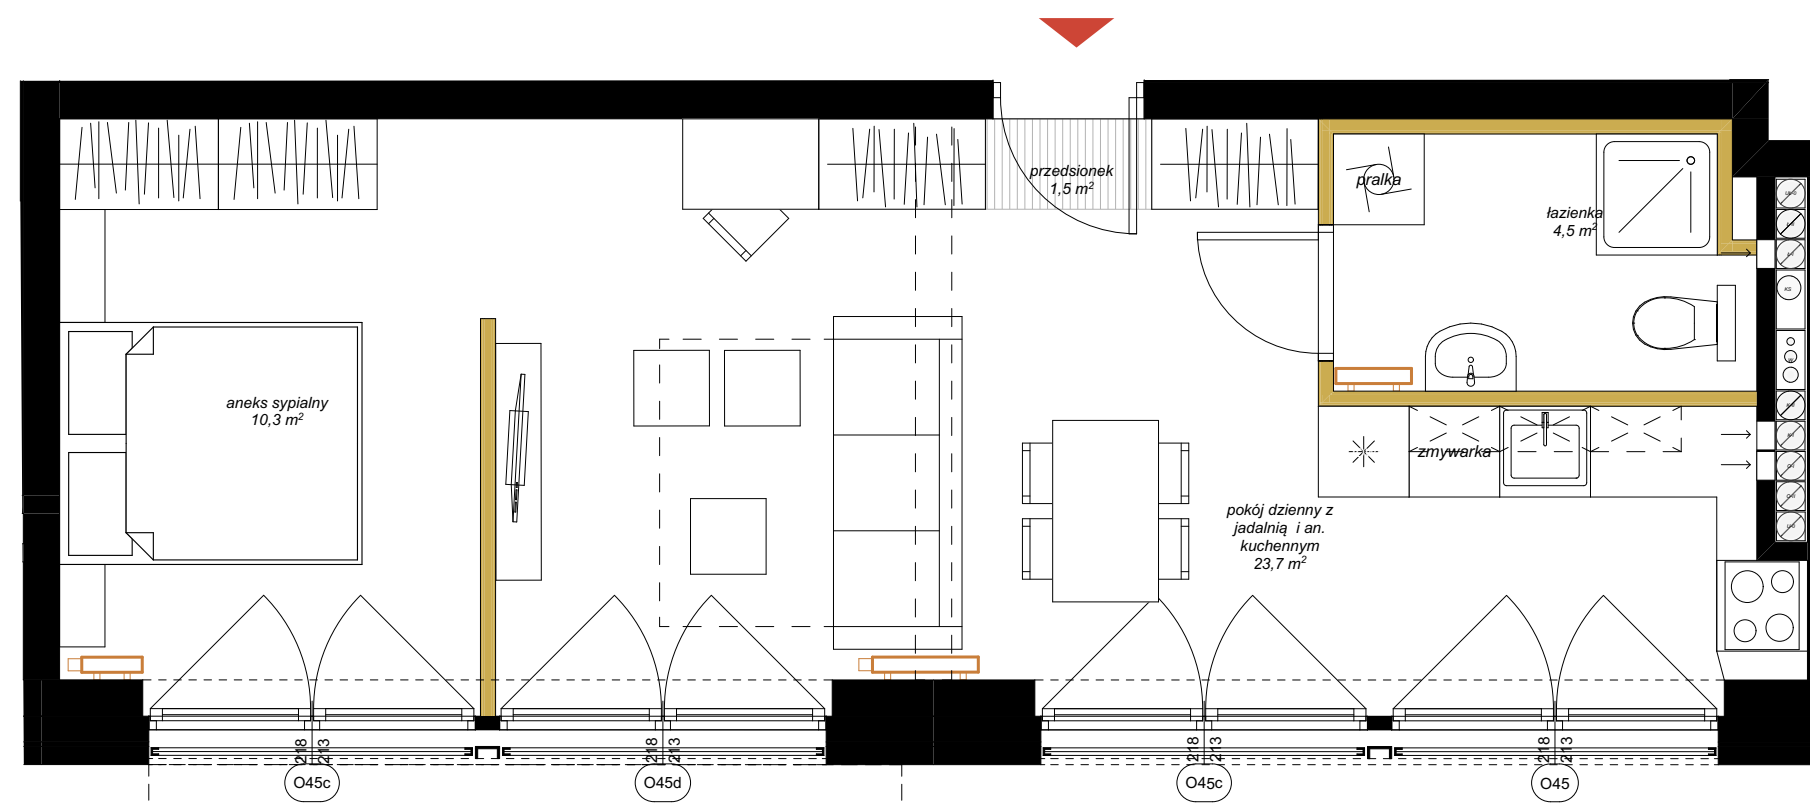 przedsionek
1,5 m²
pralka
łazienka
4,5 m²
aneks sypialny
10,3 m²
zmywarka
pokój dzienny z
jadalnią i an.
kuchennym
23,7 m²
KS
218
213
218
213
218
213
218
213
O45c
O45d
O45c
O45